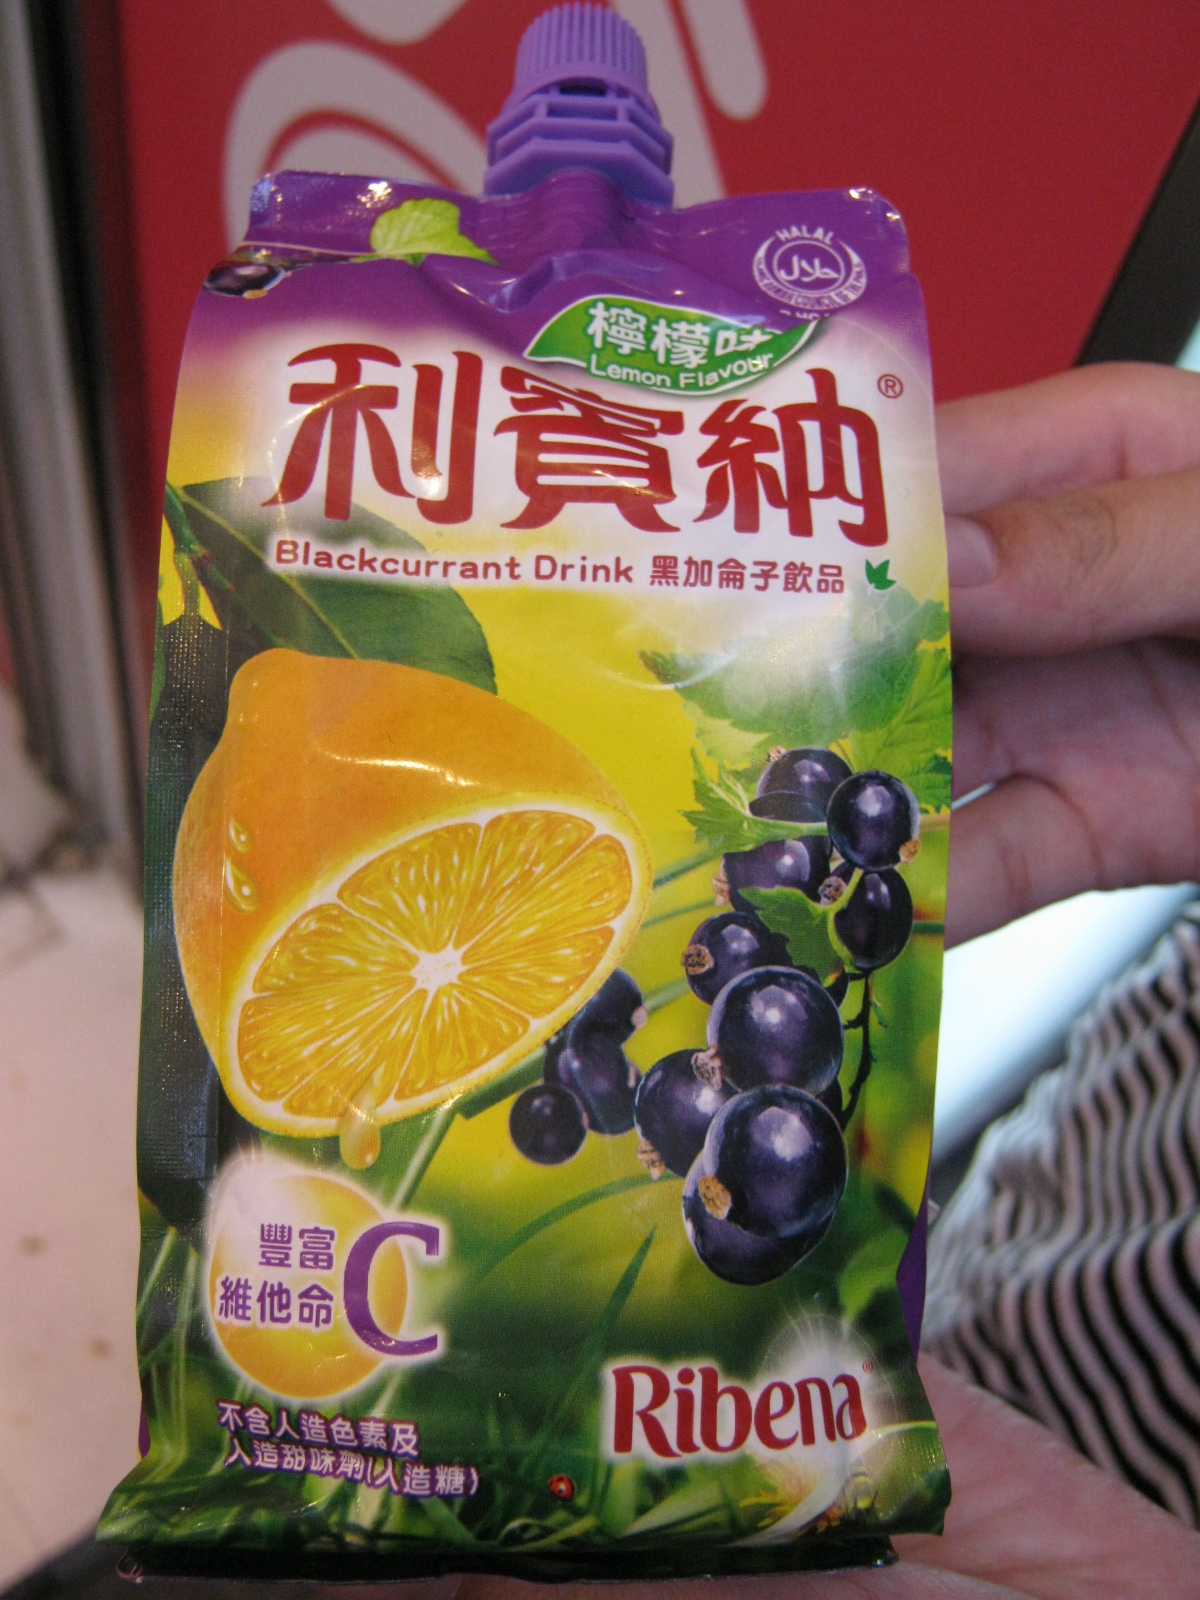 HALAL
حلال
檸檬味
Lemon Flavour
利賓納®
Blackcurrant Drink 黑加侖子飲品
豐富
維他命C
Ribena®
不含人造色素及
人造甜味劑(人造糖)